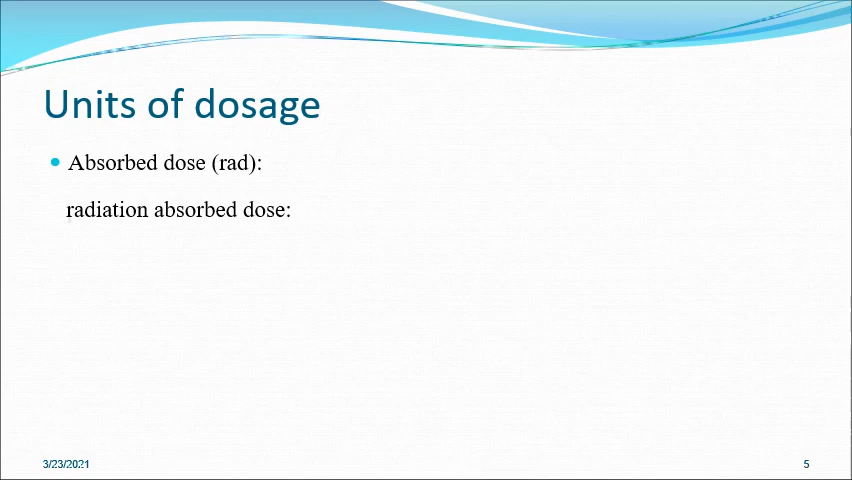 Units of dosage
Absorbed dose (rad):
radiation absorbed dose:
3/23/2021
5